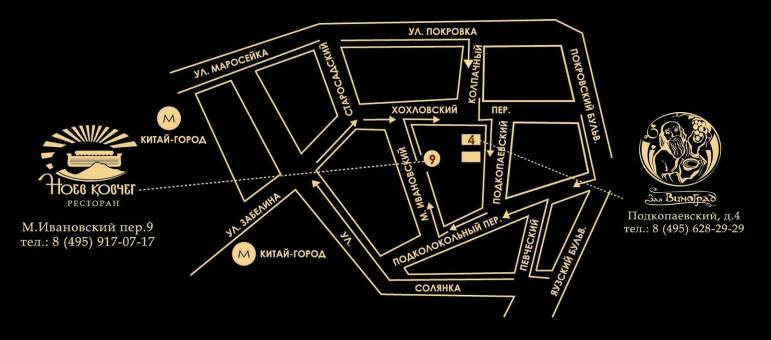 УЛ. ПОКРОВКА
УЛ. МАРОСЕЙКА
СТАРОСАДСКИЙ
КОЛПАЧНЫЙ
ПОКРОВСКИЙ БУЛЬВ.
ХОХЛОВСКИЙ ПЕР.
М
КИТАЙ-ГОРОД
4
9
М. ИВАНОВСКИЙ
ПОДКОПАЕВСКИЙ
НОЕВ КОВЧЕГ
РЕСТОРАН
М.Ивановский пер.9
тел.: 8 (495) 917-07-17
Зал ВиноГрад
Подкопаевский, д.4
тел.: 8 (495) 628-29-29
УЛ. ЗАБЕЛИНА
М
КИТАЙ-ГОРОД
ПОДКОЛОКОЛЬНЫЙ ПЕР.
ПЕВЧЕСКИЙ
ЯУЗСКИЙ БУЛЬВ.
УЛ
СОЛЯНКА